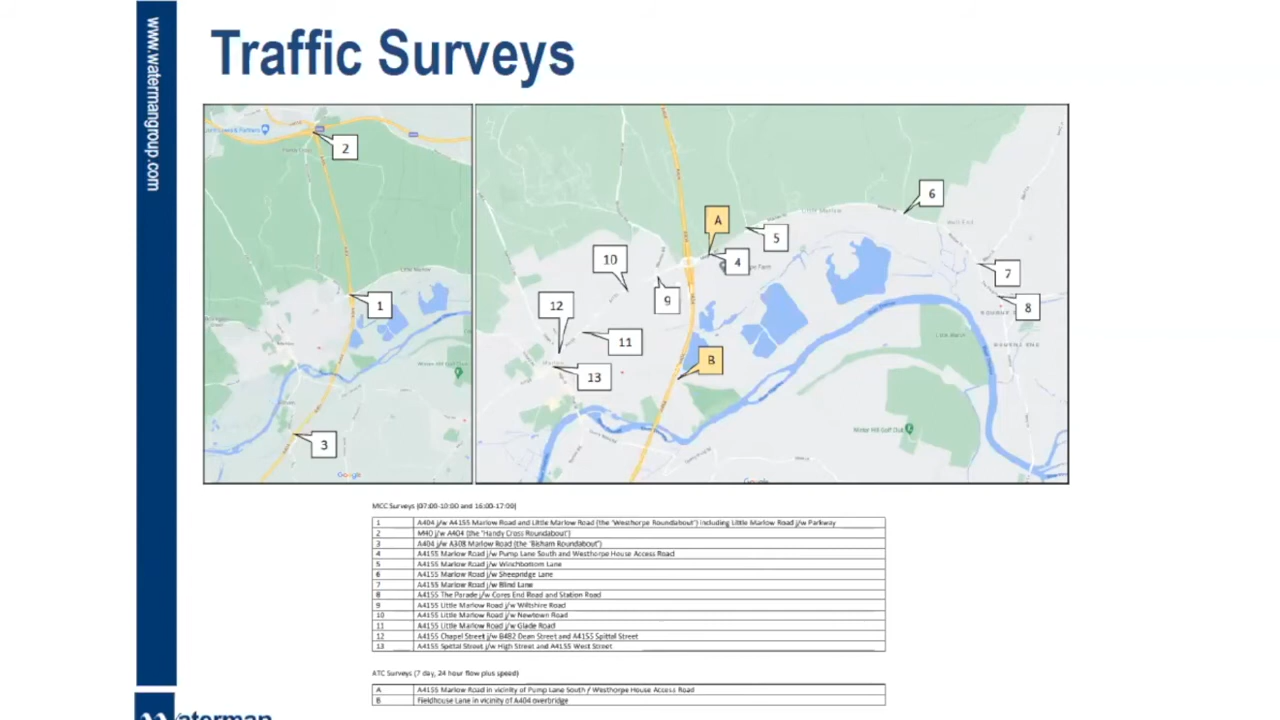 www.watermangroup.com
Traffic Surveys
2
1
3
Google
A
6
5
4
10
9
7
8
12
11
B
13
Little Marlow
Google
MCC Surveys (07:00-10:00 and 16:00-17:00)
1 A404 j/w A4155 Marlow Road and Little Marlow Road (the 'Westhorpe Roundabout') including Little Marlow Road j/w Parkway
2 M40 j/w A404 (the 'Handy Cross Roundabout')
3 A404 j/w A308 Marlow Road (the 'Bisham Roundabout')
4 A4155 Marlow Road j/w Pump Lane South and Westhorpe House Access Road
5 A4155 Marlow Road j/w Winchbottom Lane
6 A4155 Marlow Road j/w Sheepridge Lane
7 A4155 Marlow Road j/w Blind Lane
8 A4155 The Parade j/w Cores End Road and Station Road
9 A4155 Little Marlow Road j/w Wiltshire Road
10 A4155 Little Marlow Road j/w Newtown Road
11 A4155 Little Marlow Road j/w Glade Road
12 A4155 Chapel Street j/w B482 Dean Street and A4155 Spittal Street
13 A4155 Spittal Street j/w High Street and A4155 West Street
ATC Surveys (7 day, 24 hour flow plus speed)
A A4155 Marlow Road in vicinity of Pump Lane South / Westhorpe House Access Road
B Fieldhouse Lane in vicinity of A404 overbridge
waterman